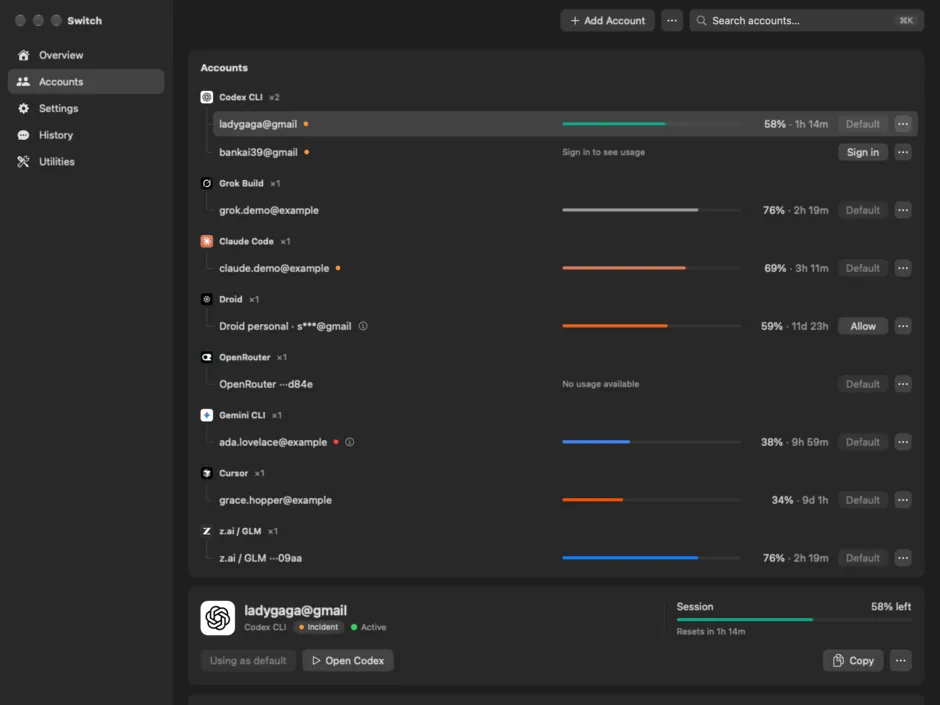 Switch
+ Add Account
Search accounts...
⌘K
Overview
Accounts
Settings
History
Utilities
Accounts
Codex CLI ×2
ladygaga@gmail
58% · 1h 14m
Default
bankai39@gmail
Sign in to see usage
Sign in
Grok Build ×1
grok.demo@example
76% · 2h 19m
Default
Claude Code ×1
claude.demo@example
69% · 3h 11m
Default
Droid ×1
Droid personal · s***@gmail
59% · 11d 23h
Allow
OpenRouter ×1
OpenRouter ···d84e
No usage available
Default
Gemini CLI ×1
ada.lovelace@example
38% · 9h 59m
Default
Cursor ×1
grace.hopper@example
34% · 9d 1h
Default
z.ai / GLM ×1
z.ai / GLM ···09aa
76% · 2h 19m
Default
ladygaga@gmail
Codex CLI
Incident
Active
Session
58% left
Resets in 1h 14m
Using as default
Open Codex
Copy